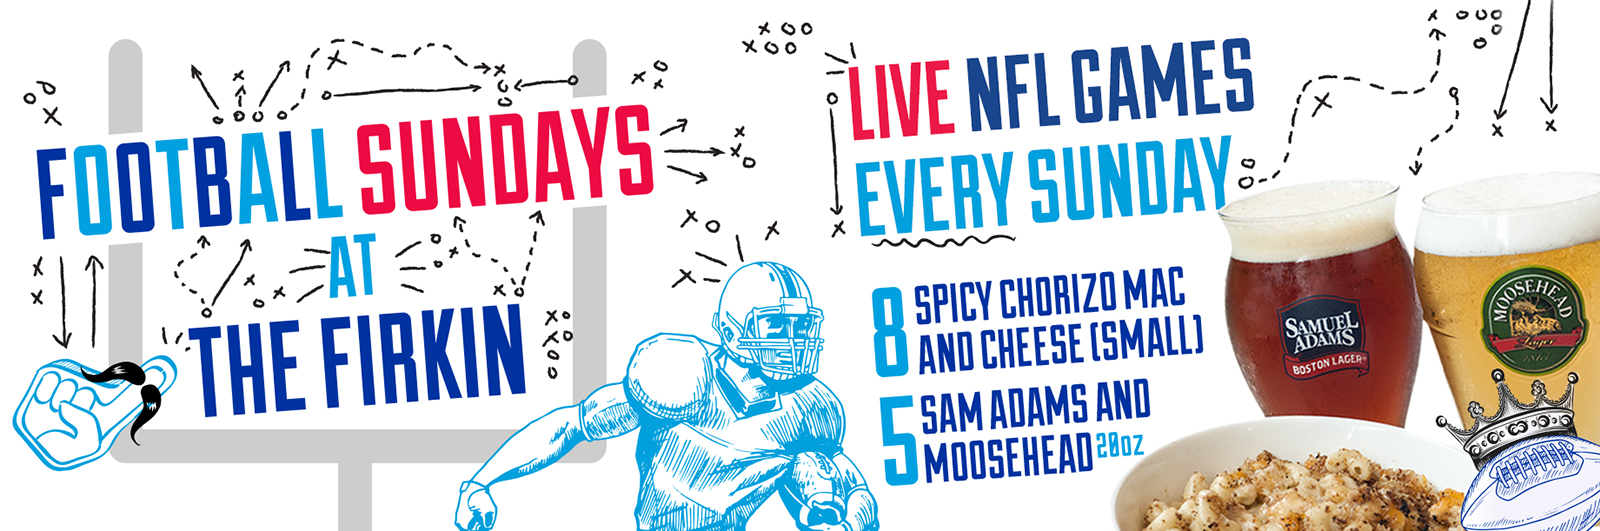 FOOTBALL SUNDAYS
AT
THE FIRKIN
LIVE NFL GAMES
EVERY SUNDAY
8 SPICY CHORIZO MAC
AND CHEESE (SMALL)
5 SAM ADAMS AND
MOOSEHEAD 20oz
SAMUEL
ADAMS
BOSTON LAGER
MOOSEHEAD
Lager
1867